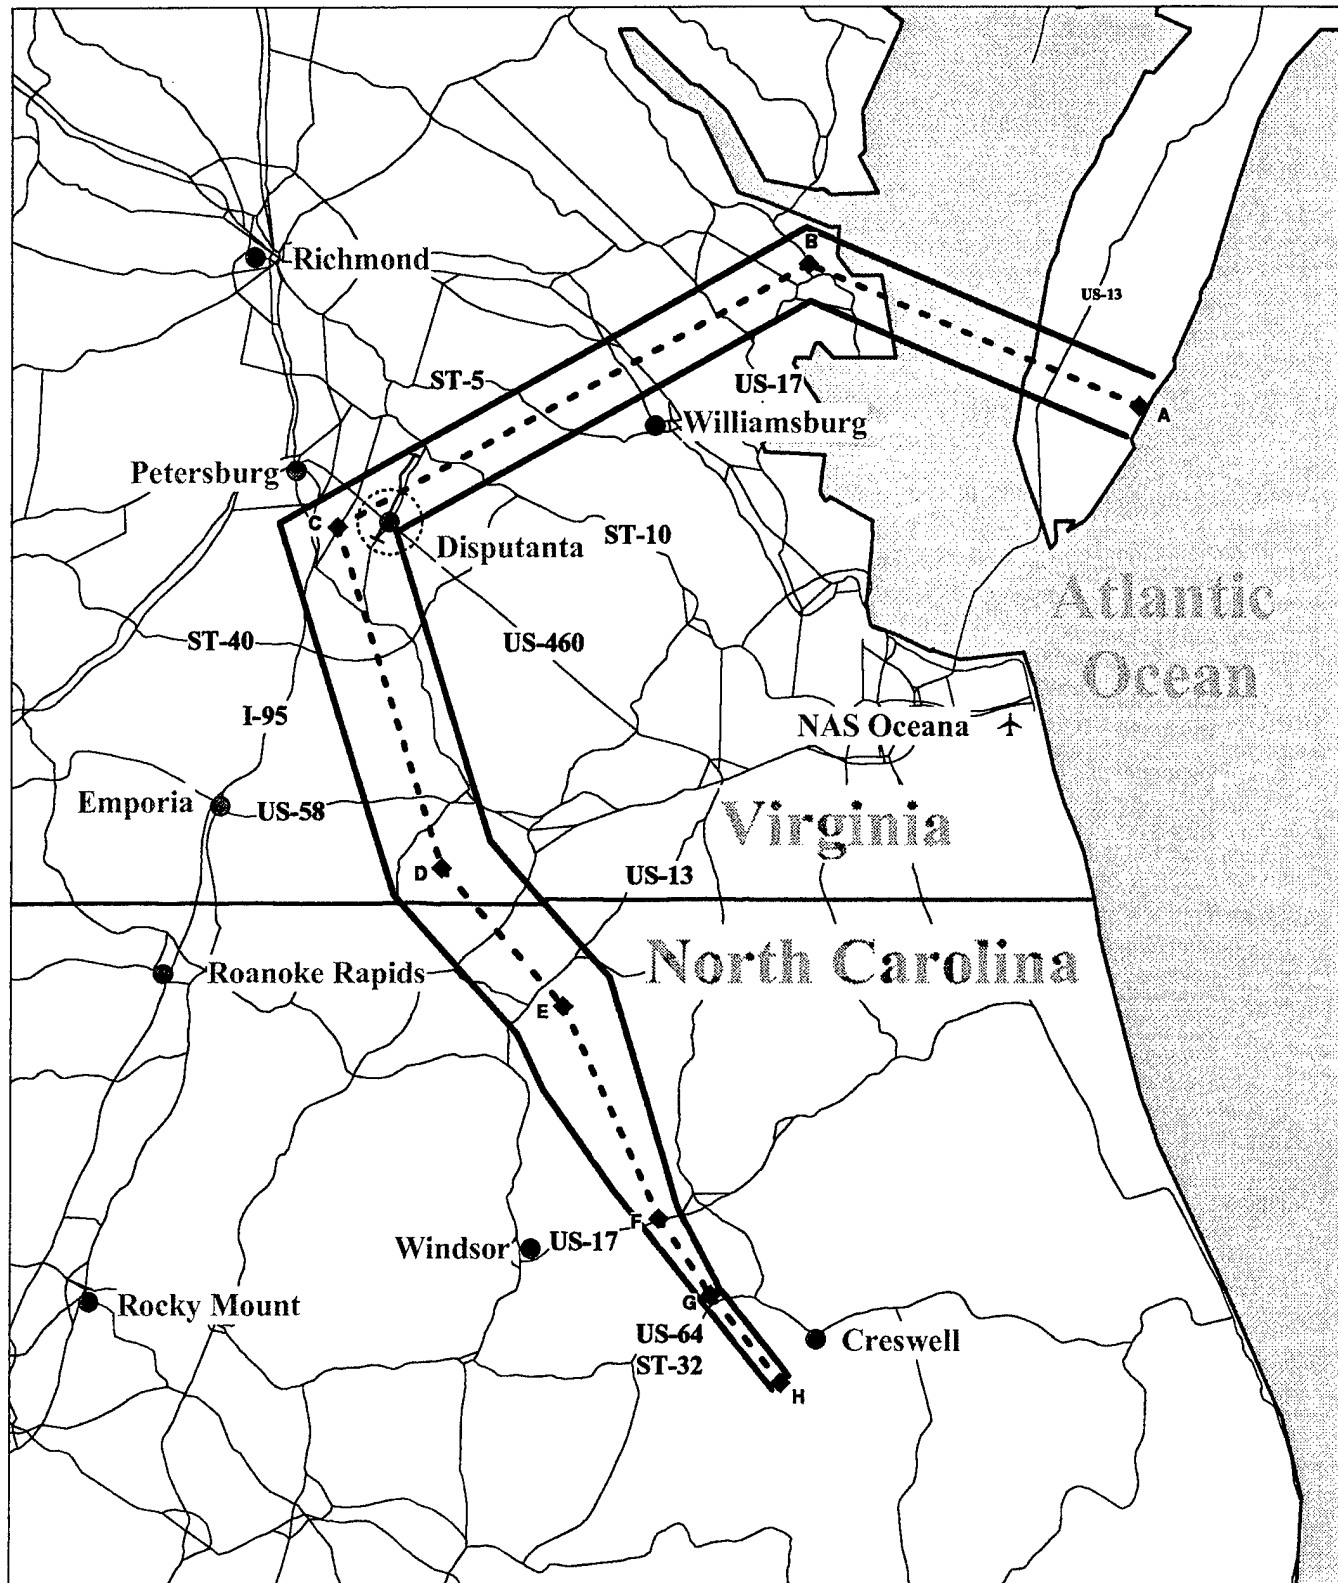 B
Richmond
US-13
ST-5
US-17
A
Williamsburg
Petersburg
C
ST-10
Disputanta
Atlantic
Ocean
ST-40
US-460
I-95
NAS Oceana
Emporia
US-58
Virginia
D
US-13
North Carolina
Roanoke Rapids
E
F
Windsor
US-17
G
Rocky Mount
US-64
ST-32
Creswell
H